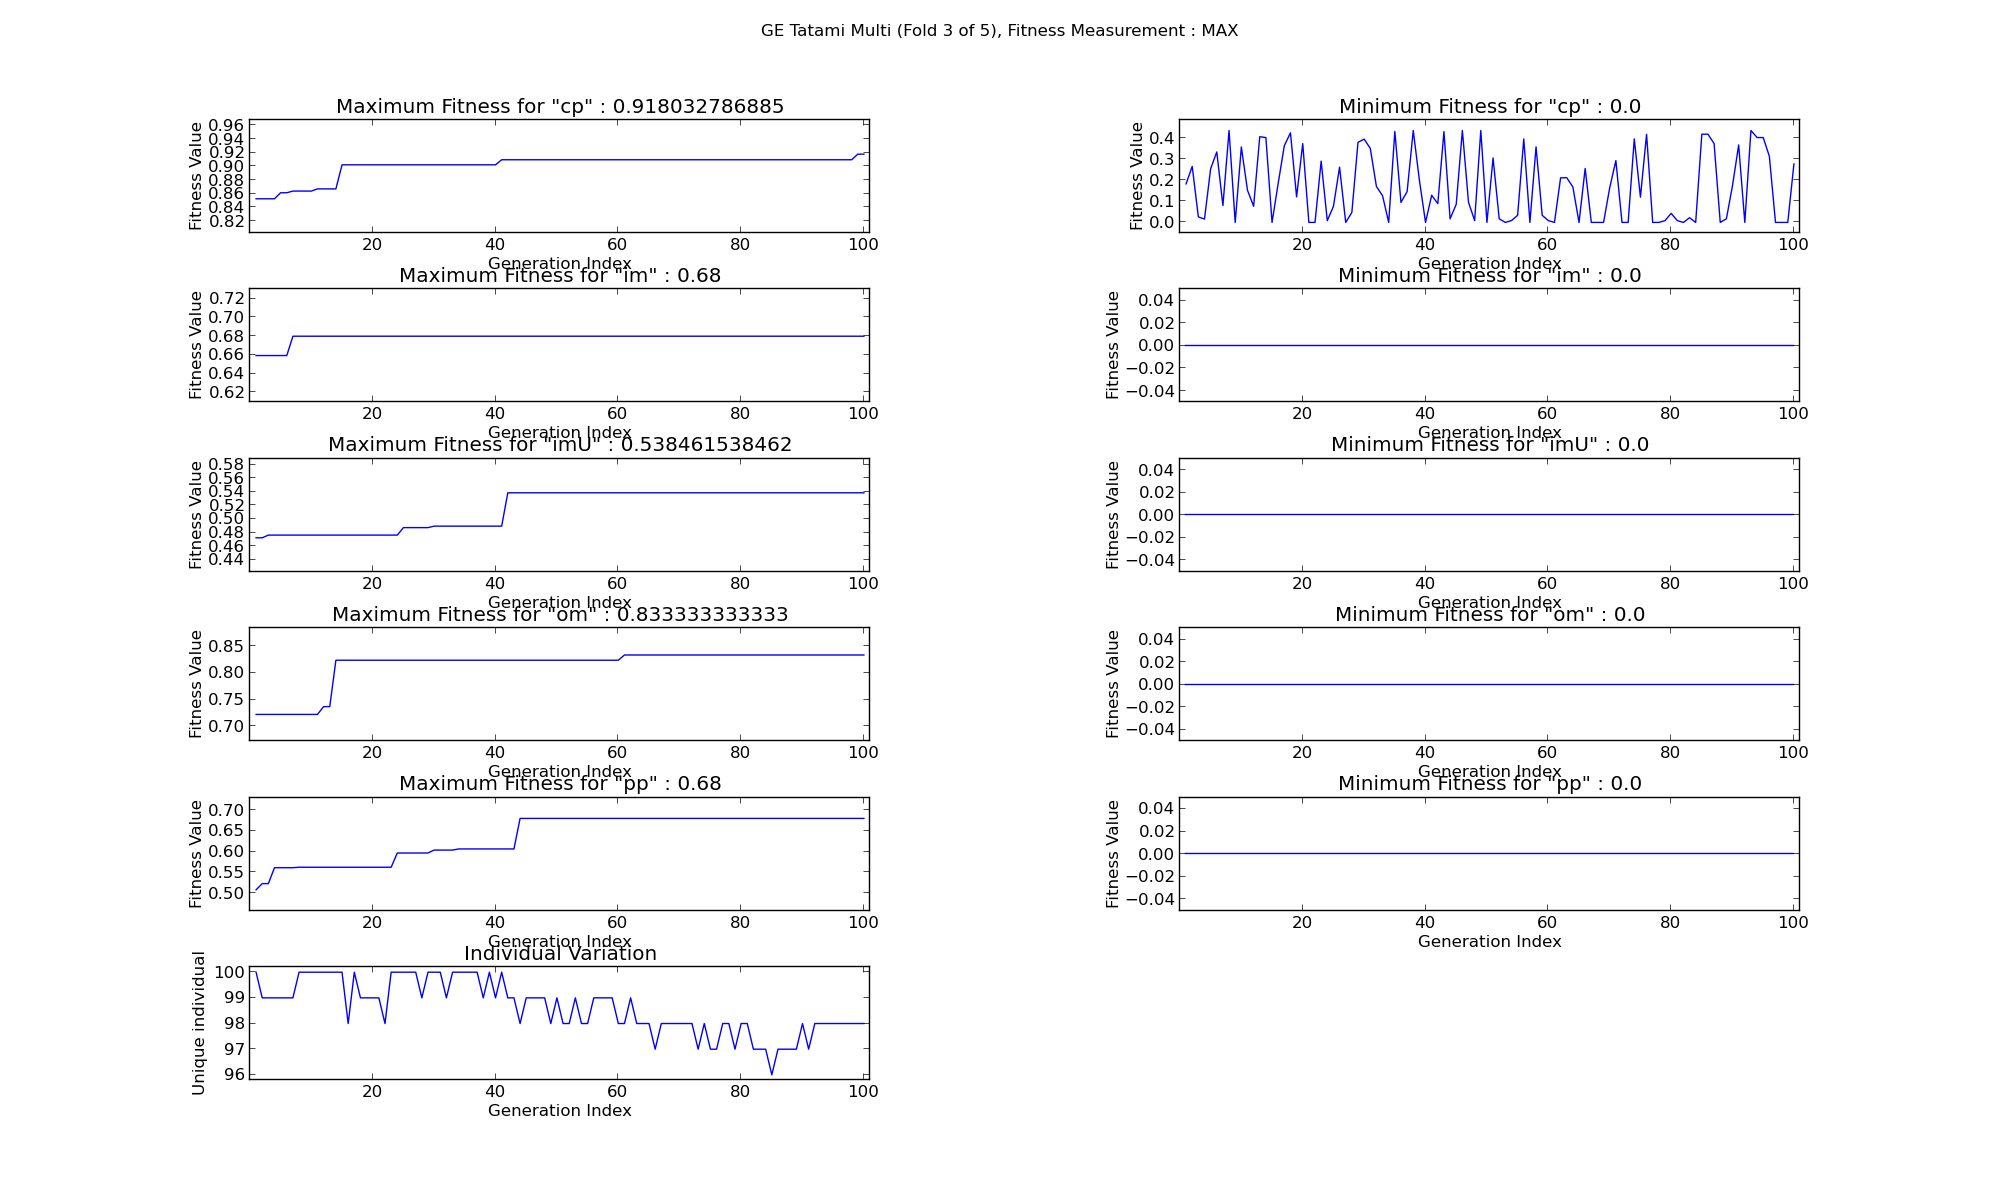 GE Tatami Multi (Fold 3 of 5), Fitness Measurement : MAX
Maximum Fitness for "cp" : 0.918032786885
Fitness Value
0.96
0.94
0.92
0.90
0.88
0.86
0.84
0.82
20 40 60 80 100
Generation Index
Minimum Fitness for "cp" : 0.0
Fitness Value
0.4
0.3
0.2
0.1
0.0
20 40 60 80 100
Generation Index
Maximum Fitness for "im" : 0.68
Fitness Value
0.72
0.70
0.68
0.66
0.64
0.62
20 40 60 80 100
Generation Index
Minimum Fitness for "im" : 0.0
Fitness Value
0.04
0.02
0.00
−0.02
−0.04
20 40 60 80 100
Generation Index
Maximum Fitness for "imU" : 0.538461538462
Fitness Value
0.58
0.56
0.54
0.52
0.50
0.48
0.46
0.44
20 40 60 80 100
Generation Index
Minimum Fitness for "imU" : 0.0
Fitness Value
0.04
0.02
0.00
−0.02
−0.04
20 40 60 80 100
Generation Index
Maximum Fitness for "om" : 0.833333333333
Fitness Value
0.85
0.80
0.75
0.70
20 40 60 80 100
Generation Index
Minimum Fitness for "om" : 0.0
Fitness Value
0.04
0.02
0.00
−0.02
−0.04
20 40 60 80 100
Generation Index
Maximum Fitness for "pp" : 0.68
Fitness Value
0.70
0.65
0.60
0.55
0.50
20 40 60 80 100
Generation Index
Minimum Fitness for "pp" : 0.0
Fitness Value
0.04
0.02
0.00
−0.02
−0.04
20 40 60 80 100
Generation Index
Individual Variation
Unique individual
100
99
98
97
96
20 40 60 80 100
Generation Index